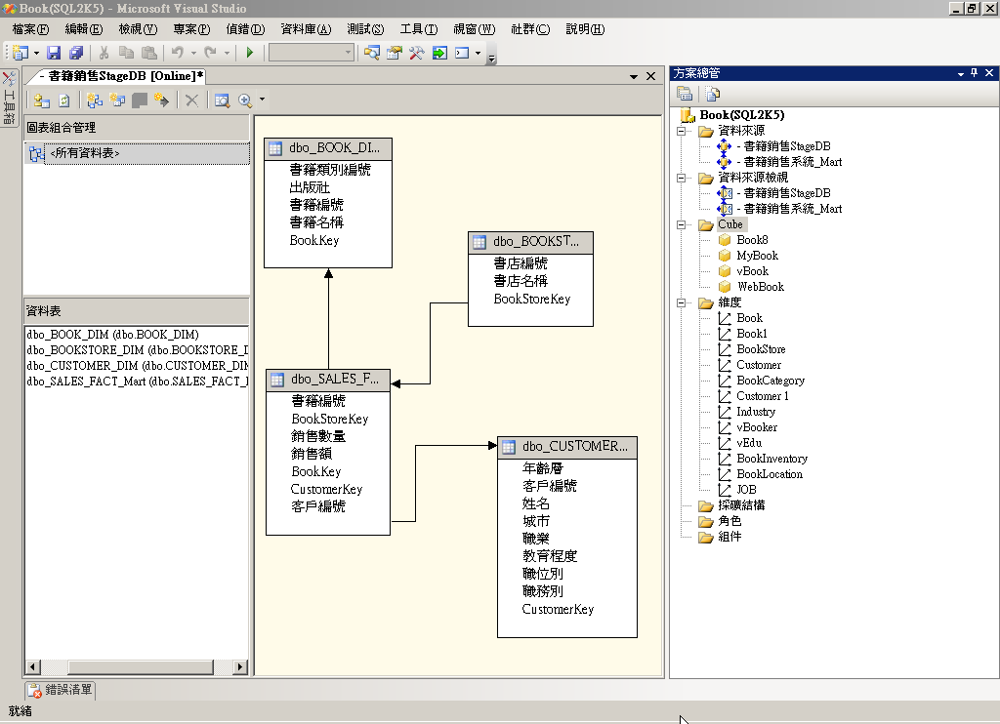 Book(SQL2K5) - Microsoft Visual Studio
檔案(F) 編輯(E) 檢視(V) 專案(P) 偵錯(D) 資料庫(A) 測試(S) 工具(T) 視窗(W) 社群(C) 說明(H)
工具箱
- 書籍銷售StageDB [Online]*
圖表組合管理
<所有資料表>
資料表
dbo_BOOK_DIM (dbo.BOOK_DIM)
dbo_BOOKSTORE_DIM (dbo.BOOKSTORE_D
dbo_CUSTOMER_DIM (dbo.CUSTOMER_DIM
dbo_SALES_FACT_Mart (dbo.SALES_FACT_
dbo_BOOK_DI...
書籍類別編號
出版社
書籍編號
書籍名稱
BookKey
dbo_BOOKST...
書店編號
書店名稱
BookStoreKey
dbo_SALES_F...
書籍編號
BookStoreKey
銷售數量
銷售額
BookKey
CustomerKey
客戶編號
dbo_CUSTOMER...
年齡層
客戶編號
姓名
城市
職業
教育程度
職位別
職務別
CustomerKey
方案總管
Book(SQL2K5)
資料來源
- 書籍銷售StageDB
- 書籍銷售系統_Mart
資料來源檢視
- 書籍銷售StageDB
- 書籍銷售系統_Mart
Cube
Book8
MyBook
vBook
WebBook
維度
Book
Book1
BookStore
Customer
BookCategory
Customer 1
Industry
vBooker
vEdu
BookInventory
BookLocation
JOB
採礦結構
角色
組件
錯誤清單
就緒